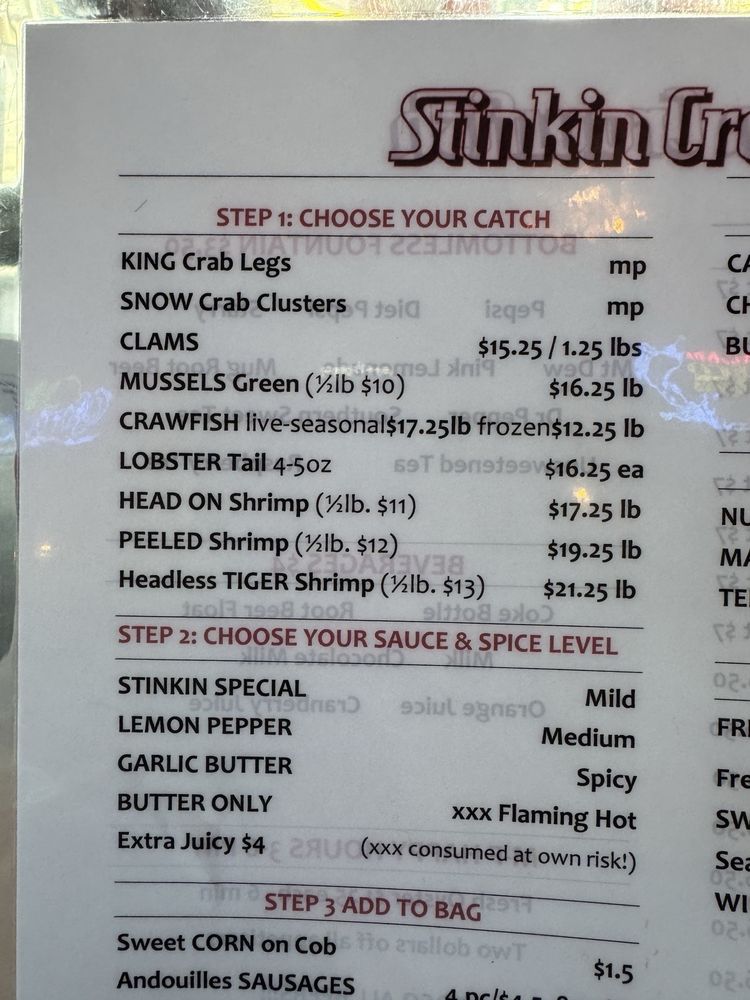 Stinkin Cr
STEP 1: CHOOSE YOUR CATCH
KING Crab Legs mp
SNOW Crab Clusters mp
CLAMS $15.25 / 1.25 lbs
MUSSELS Green (½lb $10) $16.25 lb
CRAWFISH live-seasonal$17.25lb frozen$12.25 lb
LOBSTER Tail 4-5oz $16.25 ea
HEAD ON Shrimp (½lb. $11) $17.25 lb
PEELED Shrimp (½lb. $12) $19.25 lb
Headless TIGER Shrimp (½lb. $13) $21.25 lb
STEP 2: CHOOSE YOUR SAUCE & SPICE LEVEL
STINKIN SPECIAL Mild
LEMON PEPPER Medium
GARLIC BUTTER Spicy
BUTTER ONLY xxx Flaming Hot
Extra Juicy $4 (xxx consumed at own risk!)
STEP 3 ADD TO BAG
Sweet CORN on Cob $1.5
Andouilles SAUSAGES